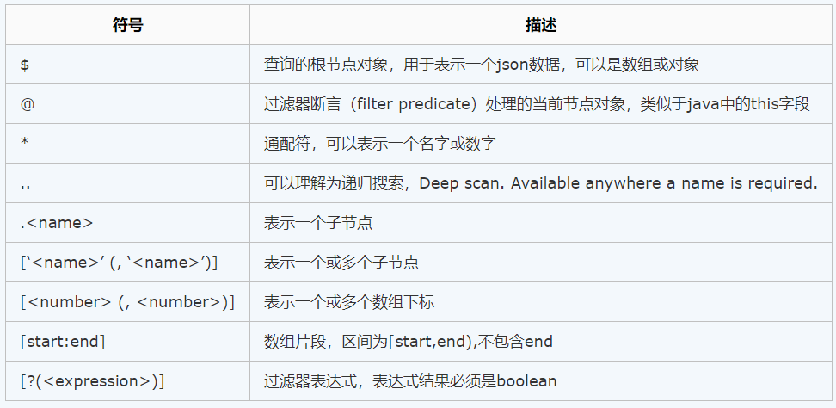 符号 描述
$ 查询的根节点对象，用于表示一个json数据，可以是数组或对象
@ 过滤器断言（filter predicate）处理的当前节点对象，类似于java中的this字段
* 通配符，可以表示一个名字或数字
.. 可以理解为递归搜索，Deep scan. Available anywhere a name is required.
.<name> 表示一个子节点
[‘<name>’ (, ‘<name>’)] 表示一个或多个子节点
[<number> (, <number>)] 表示一个或多个数组下标
[start:end] 数组片段，区间为[start,end),不包含end
[?(<expression>)] 过滤器表达式，表达式结果必须是boolean